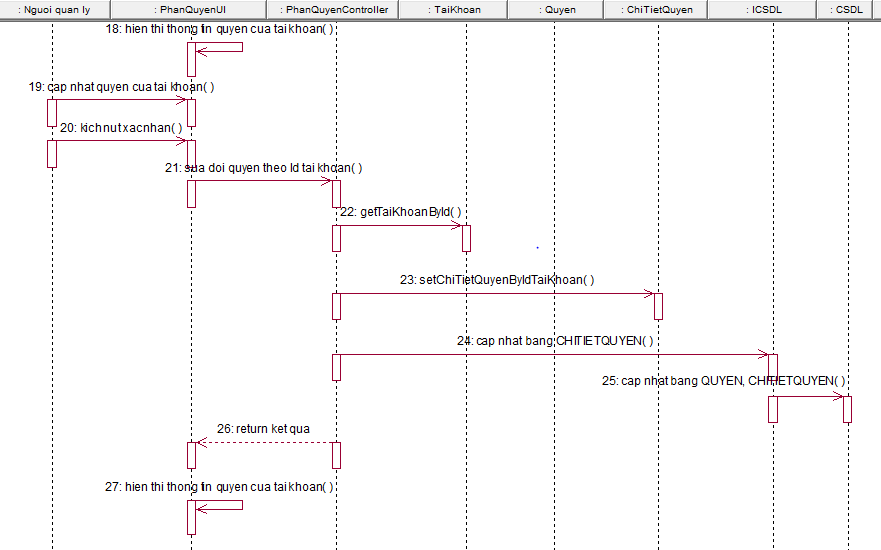 : Nguoi quan ly
: PhanQuyenUI
: PhanQuyenController
: TaiKhoan
: Quyen
: ChiTietQuyen
: ICSDL
: CSDL
18: hien thi thong tin quyen cua tai khoan( )
19: cap nhat quyen cua tai khoan( )
20: kich nut xac nhan( )
21: sua doi quyen theo Id tai khoan( )
22: getTaiKhoanById( )
23: setChiTietQuyenByIdTaiKhoan( )
24: cap nhat bang CHITIETQUYEN( )
25: cap nhat bang QUYEN, CHITIETQUYEN( )
26: return ket qua
27: hien thi thong tin quyen cua tai khoan( )